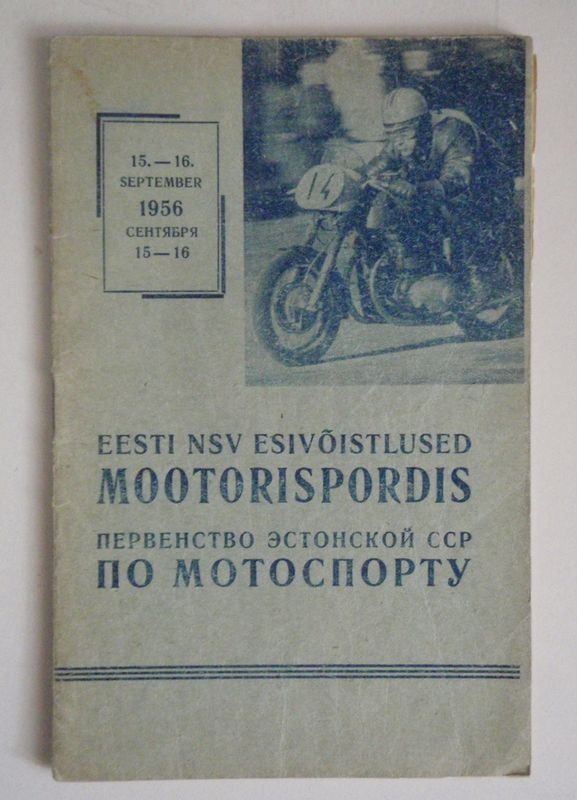 15. — 16.
SEPTEMBER
1956
СЕНТЯБРЯ
15 — 16
14
EESTI NSV ESIVÕISTLUSED
MOOTORISPORDIS
ПЕРВЕНСТВО ЭСТОНСКОЙ ССР
ПО МОТОСПОРТУ